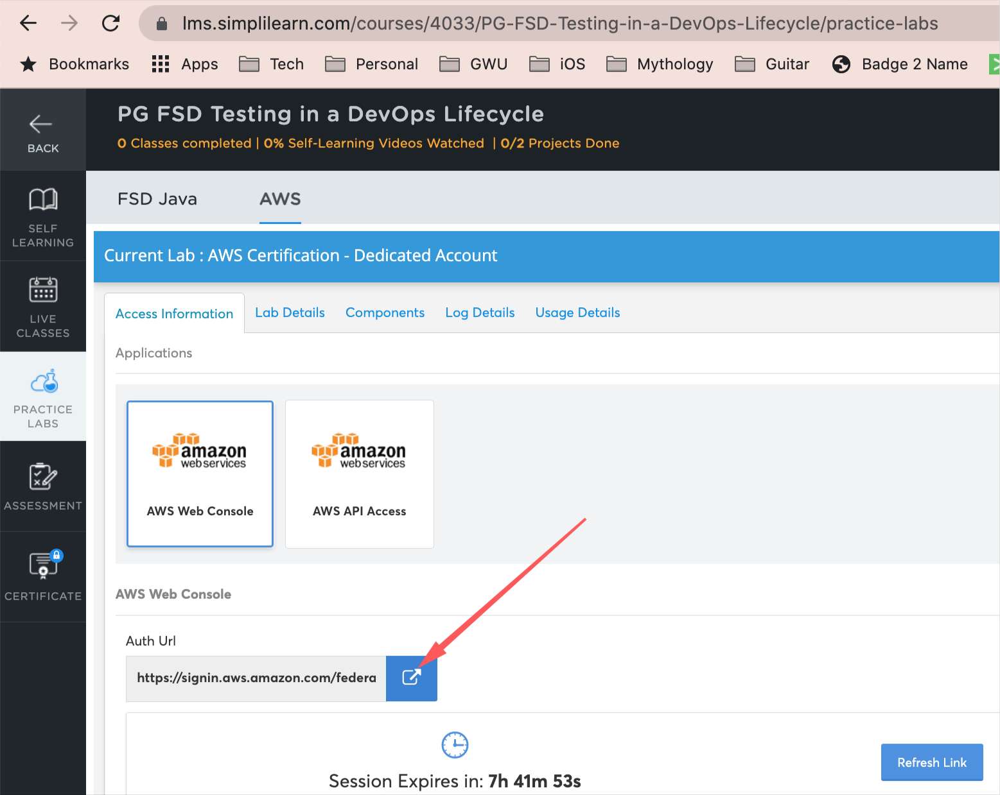 lms.simplilearn.com/courses/4033/PG-FSD-Testing-in-a-DevOps-Lifecycle/practice-labs
Bookmarks Apps Tech Personal GWU iOS Mythology Guitar Badge 2 Name
BACK
PG FSD Testing in a DevOps Lifecycle
0 Classes completed | 0% Self-Learning Videos Watched | 0/2 Projects Done
SELF
LEARNING
LIVE
CLASSES
PRACTICE
LABS
ASSESSMENT
CERTIFICATE
FSD Java AWS
Current Lab : AWS Certification - Dedicated Account
Access Information Lab Details Components Log Details Usage Details
Applications
amazon
webservices
AWS Web Console
amazon
webservices
AWS API Access
AWS Web Console
Auth Url
https://signin.aws.amazon.com/federa
Session Expires in: 7h 41m 53s
Refresh Link